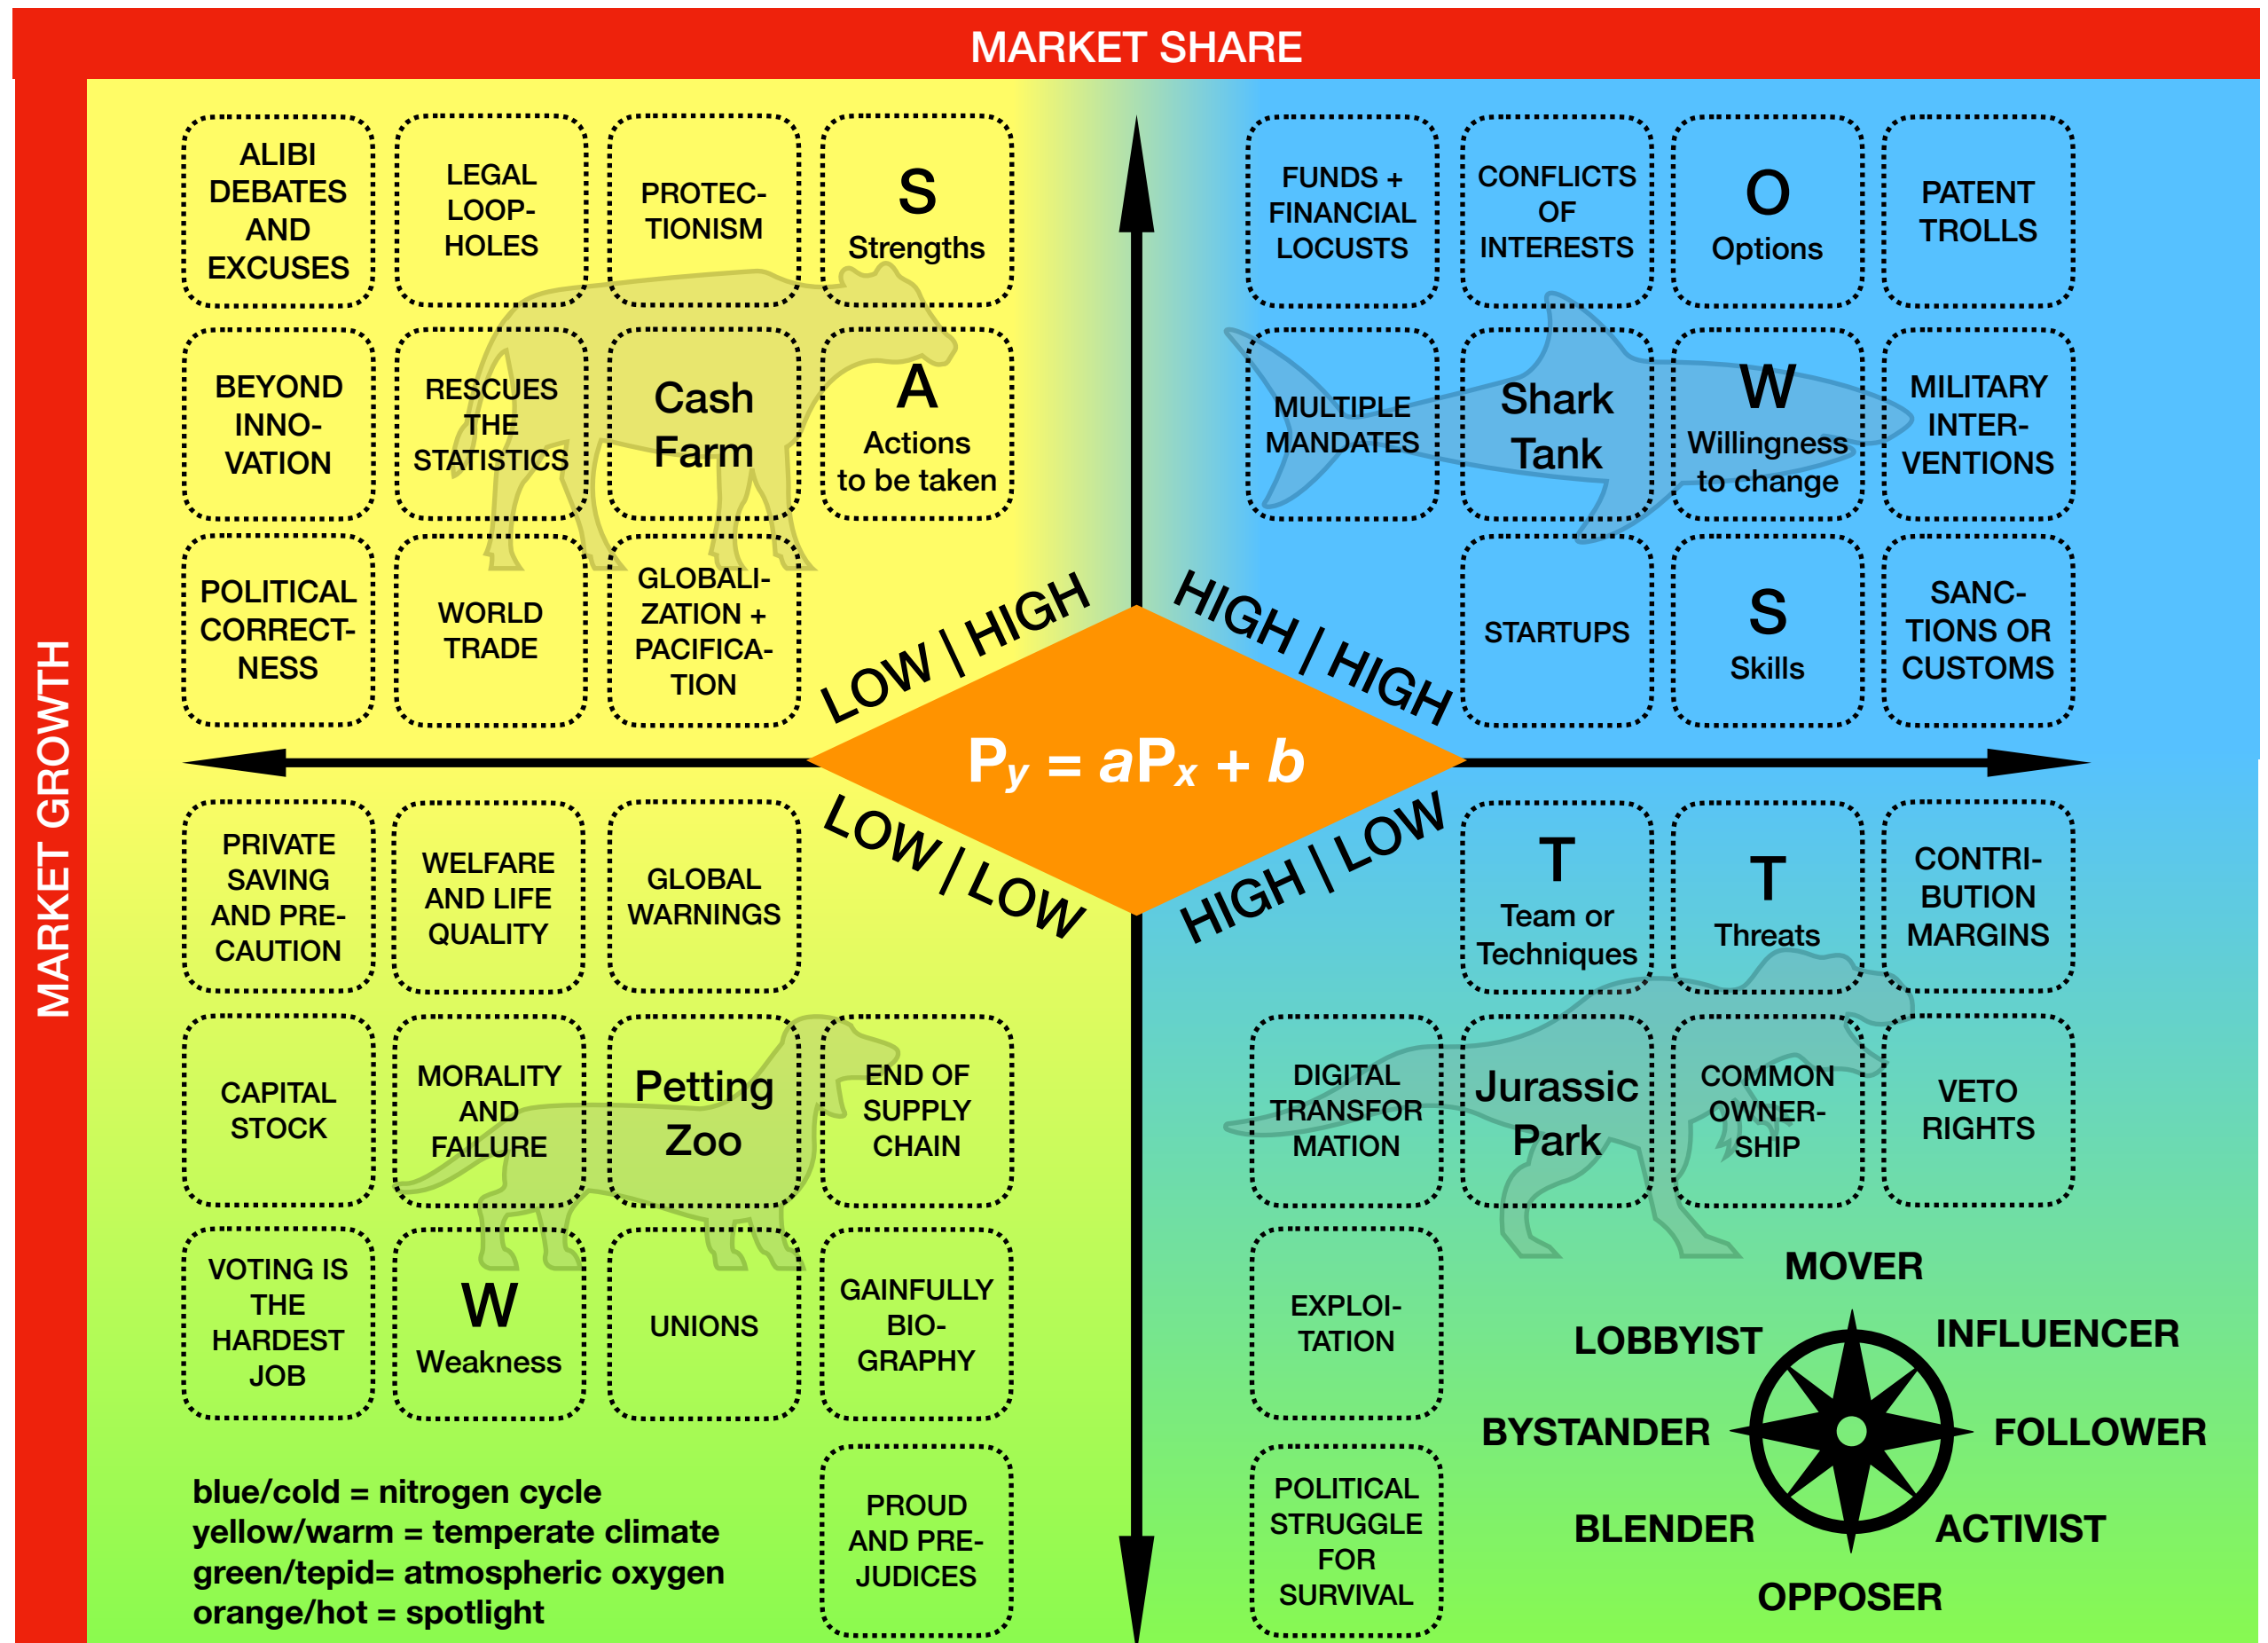 MARKET SHARE
MARKET GROWTH
ALIBI
DEBATES
AND
EXCUSES
LEGAL
LOOP-
HOLES
PROTEC-
TIONISM
S
Strengths
BEYOND
INNO-
VATION
RESCUES
THE
STATISTICS
Cash
Farm
A
Actions
to be taken
POLITICAL
CORRECT-
NESS
WORLD
TRADE
GLOBALI-
ZATION +
PACIFICA-
TION
LOW | HIGH
FUNDS +
FINANCIAL
LOCUSTS
CONFLICTS
OF
INTERESTS
O
Options
PATENT
TROLLS
MULTIPLE
MANDATES
Shark
Tank
W
Willingness
to change
MILITARY
INTER-
VENTIONS
HIGH | HIGH
STARTUPS
S
Skills
SANC-
TIONS OR
CUSTOMS
Py = aPx + b
PRIVATE
SAVING
AND PRE-
CAUTION
WELFARE
AND LIFE
QUALITY
GLOBAL
WARNINGS
LOW | LOW
CAPITAL
STOCK
MORALITY
AND
FAILURE
Petting
Zoo
END OF
SUPPLY
CHAIN
VOTING IS
THE
HARDEST
JOB
W
Weakness
UNIONS
GAINFULLY
BIO-
GRAPHY
PROUD
AND PRE-
JUDICES
blue/cold = nitrogen cycle
yellow/warm = temperate climate
green/tepid= atmospheric oxygen
orange/hot = spotlight
HIGH | LOW
T
Team or
Techniques
T
Threats
CONTRI-
BUTION
MARGINS
DIGITAL
TRANSFOR
MATION
Jurassic
Park
COMMON
OWNER-
SHIP
VETO
RIGHTS
EXPLOI-
TATION
POLITICAL
STRUGGLE
FOR
SURVIVAL
MOVER
LOBBYIST
INFLUENCER
BYSTANDER
FOLLOWER
BLENDER
ACTIVIST
OPPOSER